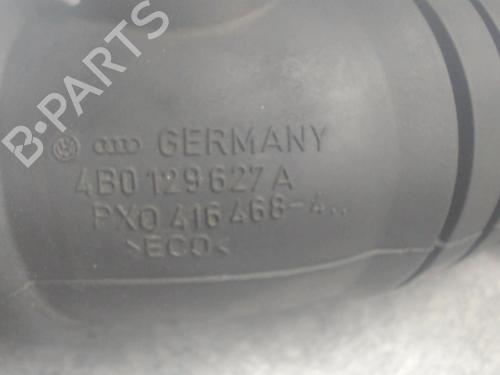 B-PARTS
GERMANY
4B0 129 627 A
PX0 416 468-4..
>ECO<